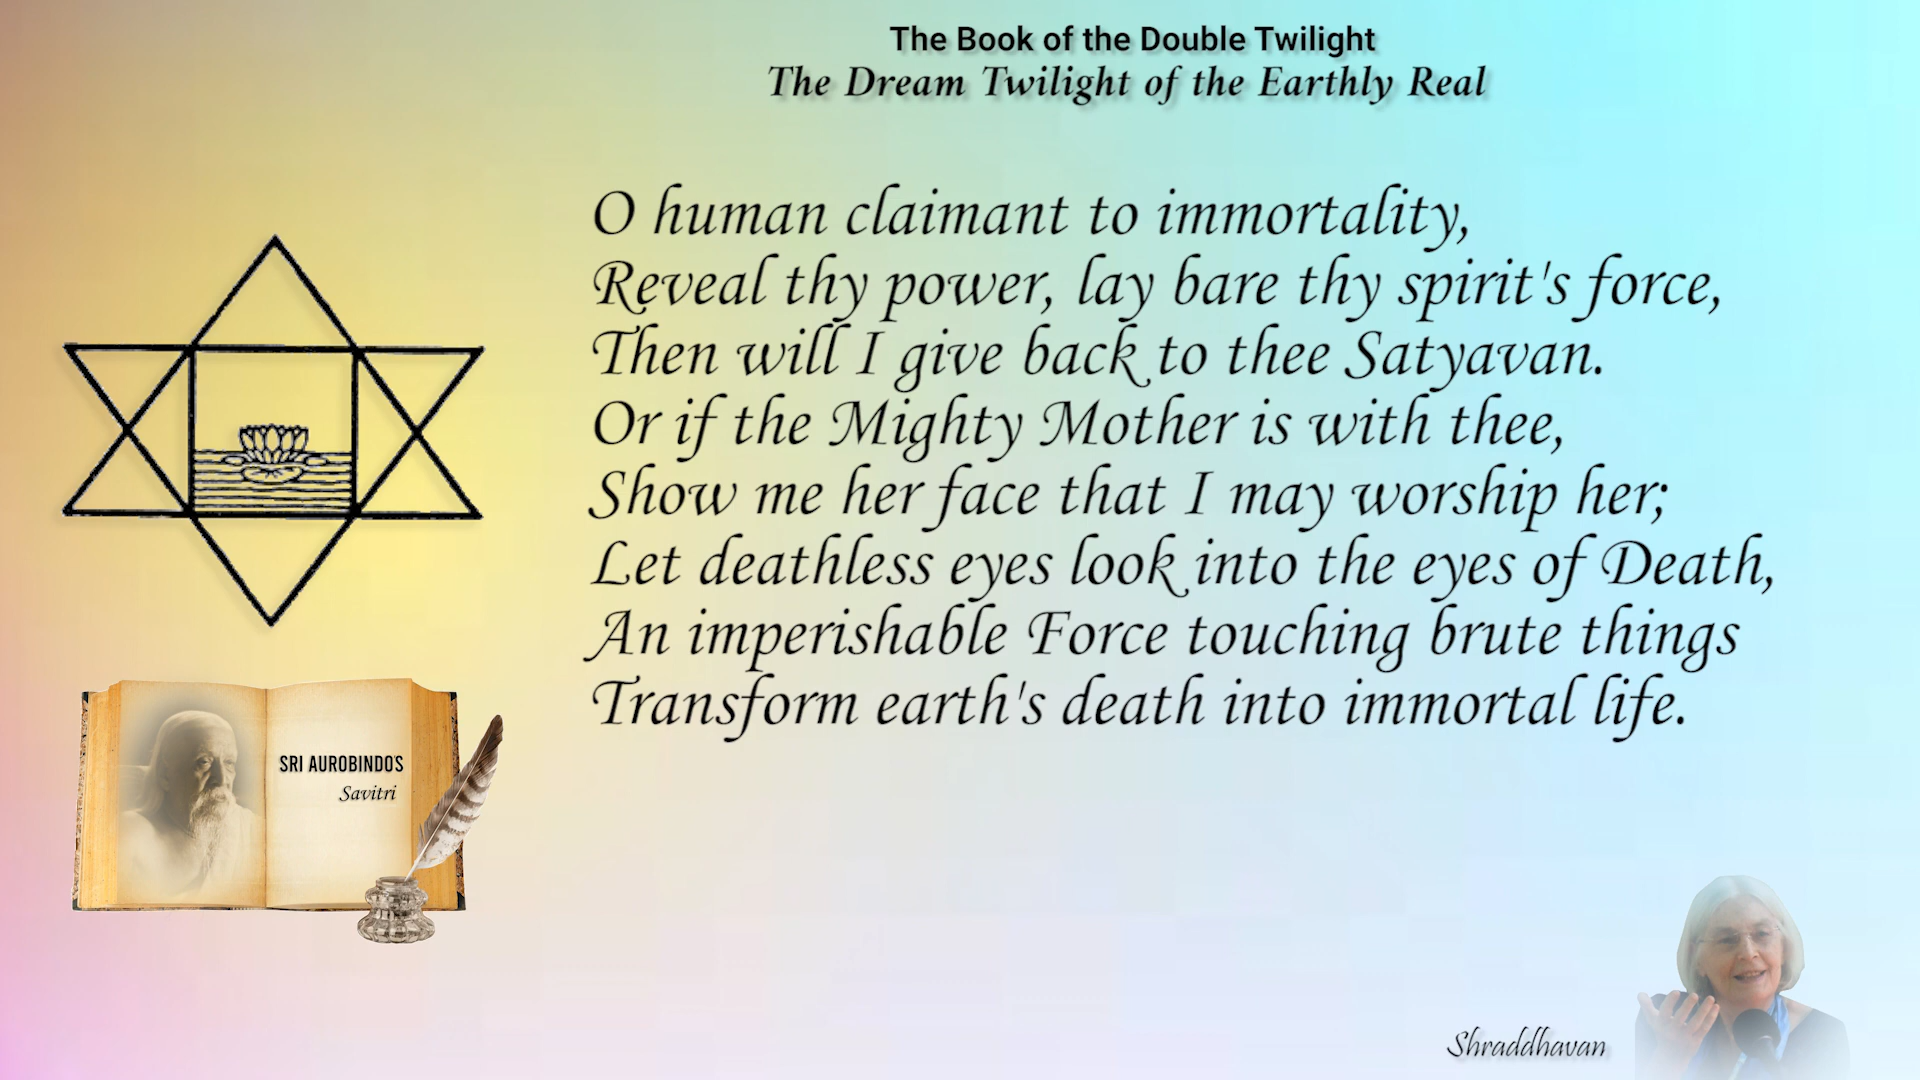 The Book of the Double Twilight
The Dream Twilight of the Earthly Real
O human claimant to immortality,
Reveal thy power, lay bare thy spirit's force,
Then will I give back to thee Satyavan.
Or if the Mighty Mother is with thee,
Show me her face that I may worship her;
Let deathless eyes look into the eyes of Death,
An imperishable Force touching brute things
Transform earth's death into immortal life.
SRI AUROBINDO'S
Savitri
Shraddhavan